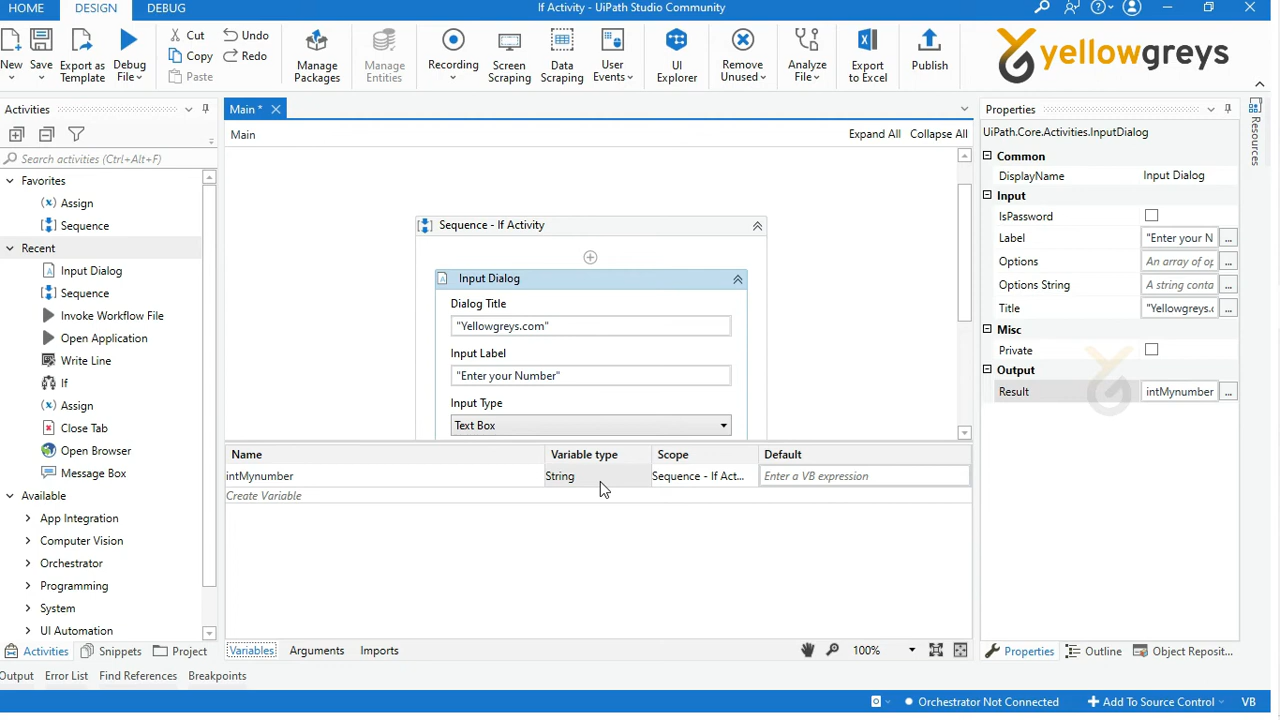 HOME
DESIGN
DEBUG
If Activity - UiPath Studio Community
New
Save
Export as Template
Debug File
Cut
Copy
Paste
Undo
Redo
Manage Packages
Manage Entities
Recording
Screen Scraping
Data Scraping
User Events
UI Explorer
Remove Unused
Analyze File
Export to Excel
Publish
yellowgreys
Activities
Search activities (Ctrl+Alt+F)
Favorites
Assign
Sequence
Recent
Input Dialog
Sequence
Invoke Workflow File
Open Application
Write Line
If
Assign
Close Tab
Open Browser
Message Box
Available
App Integration
Computer Vision
Orchestrator
Programming
System
UI Automation
Activities
Snippets
Project
Main *
Main
Expand All
Collapse All
Sequence - If Activity
Input Dialog
Dialog Title
"Yellowgreys.com"
Input Label
"Enter your Number"
Input Type
Text Box
Name
Variable type
Scope
Default
intMynumber
String
Sequence - If Act...
Enter a VB expression
Create Variable
Variables
Arguments
Imports
100%
Properties
UiPath.Core.Activities.InputDialog
Common
DisplayName
Input Dialog
Input
IsPassword
Label
"Enter your N
...
Options
An array of op
...
Options String
A string conta
...
Title
"Yellowgreys.c
...
Misc
Private
Output
Result
intMynumber
...
Resources
Properties
Outline
Object Reposit...
Output
Error List
Find References
Breakpoints
Orchestrator Not Connected
Add To Source Control
VB